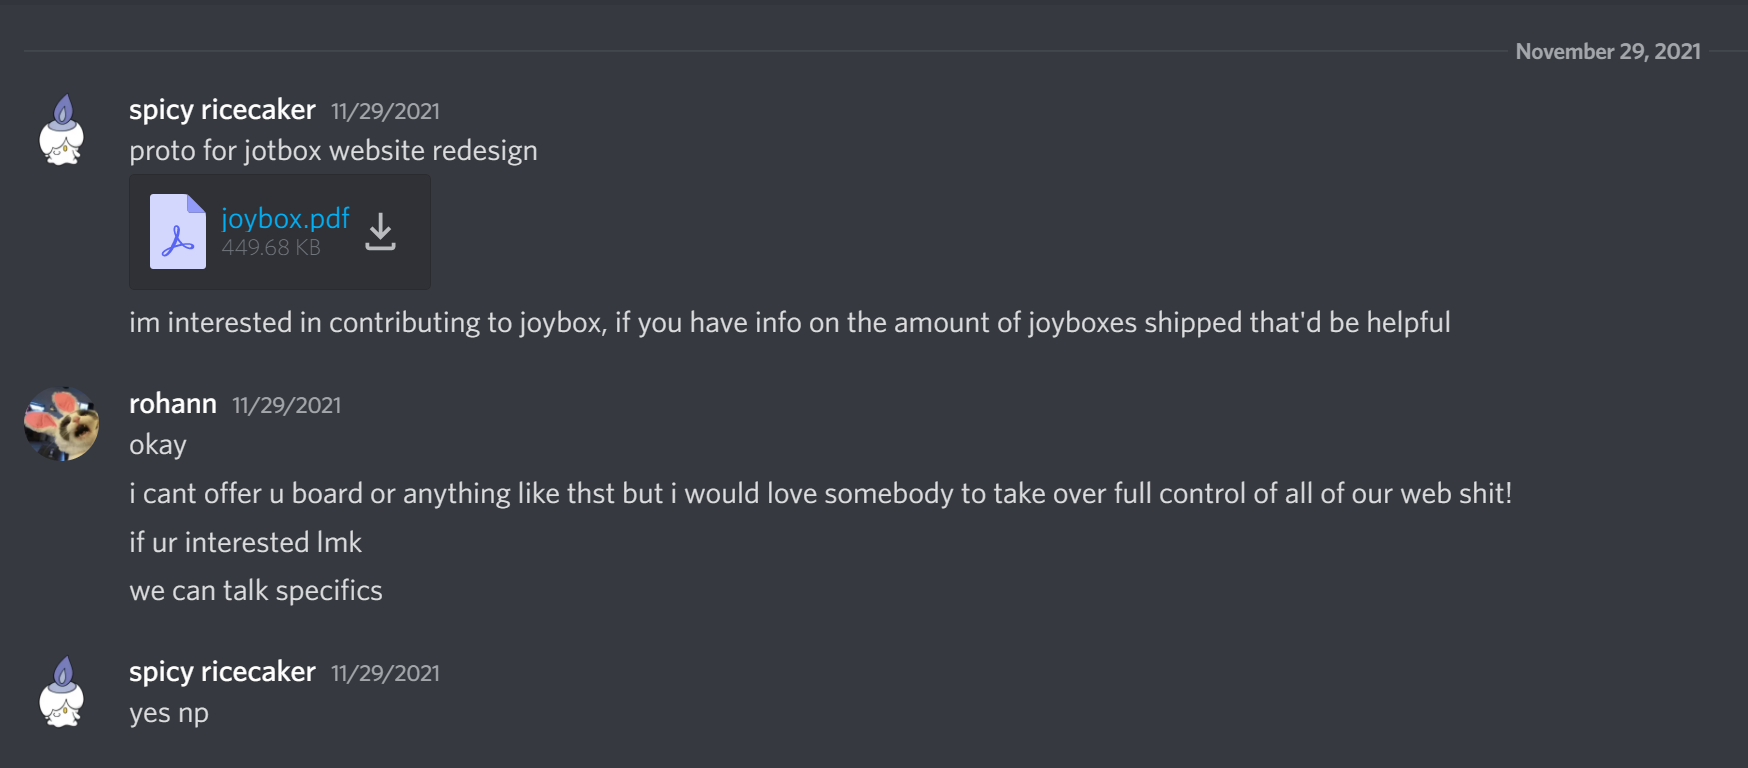 November 29, 2021
spicy ricecaker 11/29/2021
proto for jotbox website redesign
joybox.pdf
449.68 KB
im interested in contributing to joybox, if you have info on the amount of joyboxes shipped that'd be helpful
rohann 11/29/2021
okay
i cant offer u board or anything like thst but i would love somebody to take over full control of all of our web shit!
if ur interested lmk
we can talk specifics
spicy ricecaker 11/29/2021
yes np